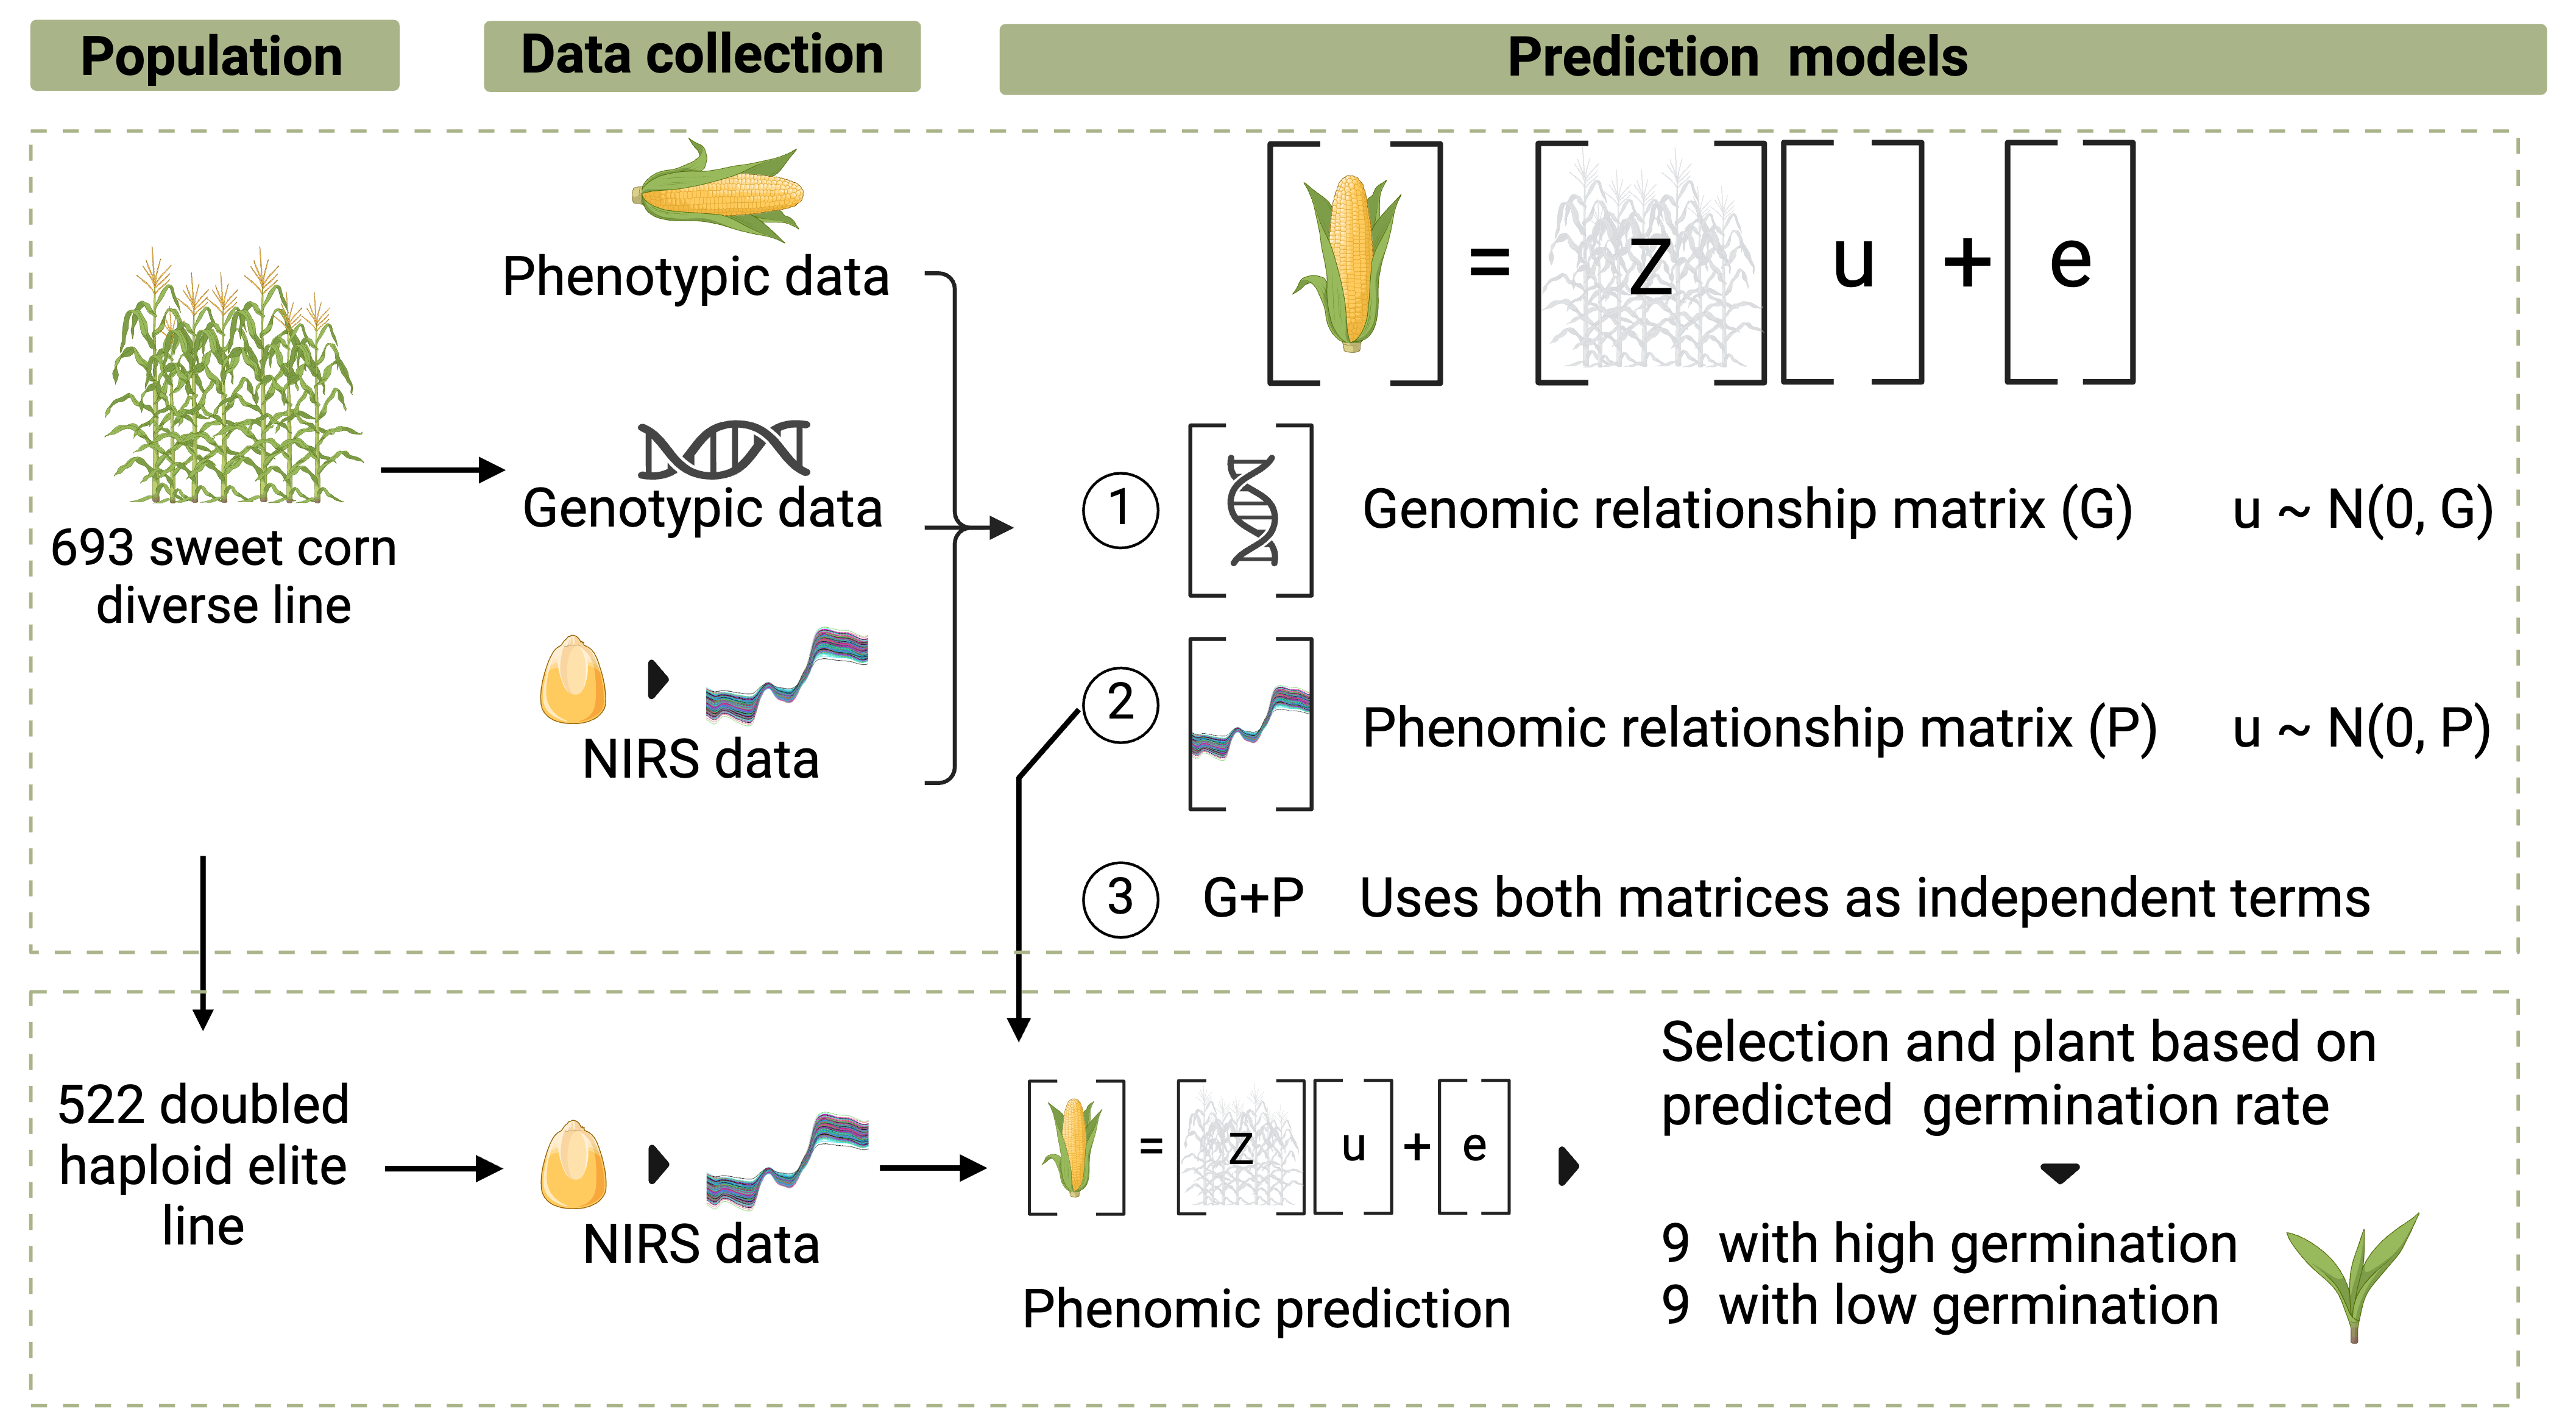 Population
Data collection
Prediction models
693 sweet corn
diverse line
Phenotypic data
Genotypic data
NIRS data
=
Z
u
+
e
1
Genomic relationship matrix (G)
u ~ N(0, G)
2
Phenomic relationship matrix (P)
u ~ N(0, P)
3
G+P
Uses both matrices as independent terms
522 doubled
haploid elite
line
NIRS data
=
Z
u
+
e
Phenomic prediction
Selection and plant based on
predicted germination rate
9 with high germination
9 with low germination